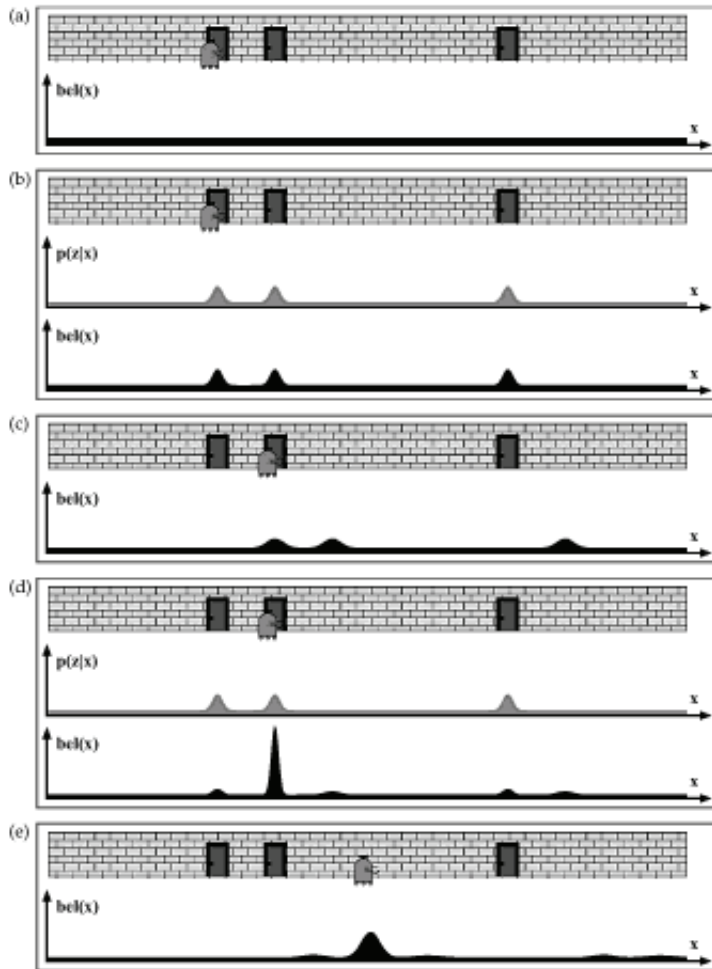 (a)
bel(x)
x
(b)
p(z|x)
x
bel(x)
x
(c)
bel(x)
x
(d)
p(z|x)
x
bel(x)
x
(e)
bel(x)
x